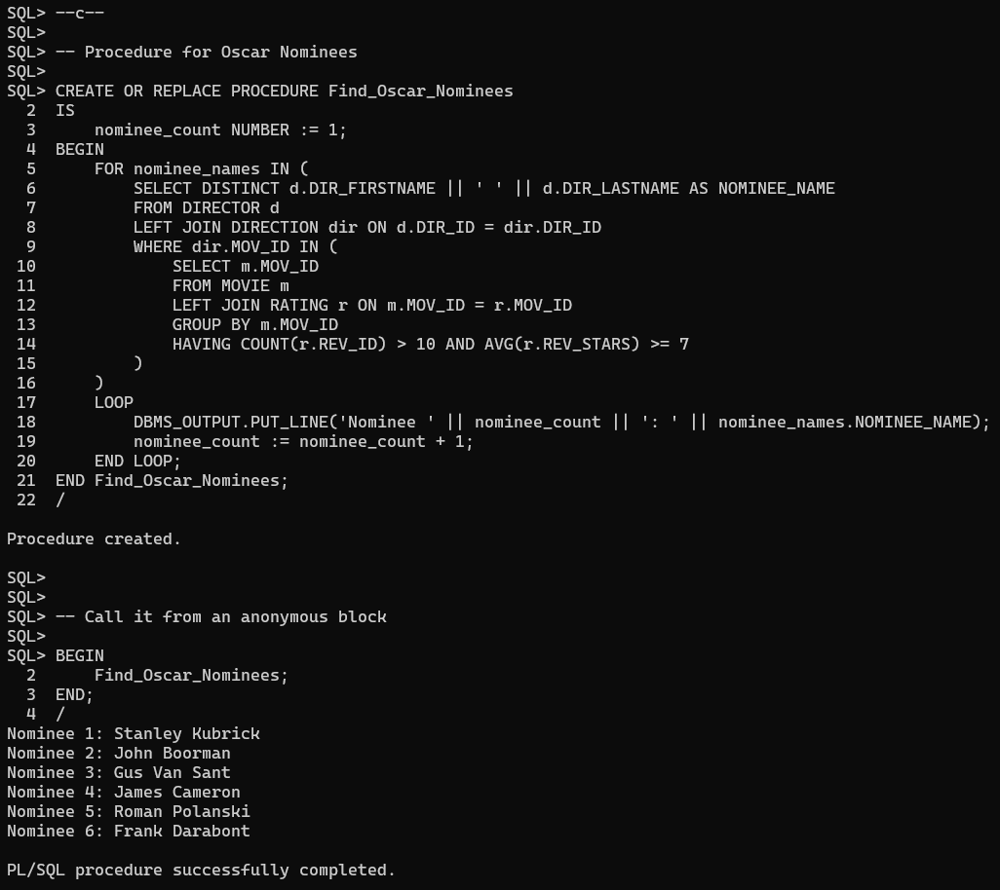 SQL> --c--
SQL>
SQL> -- Procedure for Oscar Nominees
SQL>
SQL> CREATE OR REPLACE PROCEDURE Find_Oscar_Nominees
  2  IS
  3      nominee_count NUMBER := 1;
  4  BEGIN
  5      FOR nominee_names IN (
  6          SELECT DISTINCT d.DIR_FIRSTNAME || ' ' || d.DIR_LASTNAME AS NOMINEE_NAME
  7          FROM DIRECTOR d
  8          LEFT JOIN DIRECTION dir ON d.DIR_ID = dir.DIR_ID
  9          WHERE dir.MOV_ID IN (
 10              SELECT m.MOV_ID
 11              FROM MOVIE m
 12              LEFT JOIN RATING r ON m.MOV_ID = r.MOV_ID
 13              GROUP BY m.MOV_ID
 14              HAVING COUNT(r.REV_ID) > 10 AND AVG(r.REV_STARS) >= 7
 15          )
 16      )
 17      LOOP
 18          DBMS_OUTPUT.PUT_LINE('Nominee ' || nominee_count || ': ' || nominee_names.NOMINEE_NAME);
 19          nominee_count := nominee_count + 1;
 20      END LOOP;
 21  END Find_Oscar_Nominees;
 22  /

Procedure created.

SQL>
SQL>
SQL> -- Call it from an anonymous block
SQL>
SQL> BEGIN
  2      Find_Oscar_Nominees;
  3  END;
  4  /
Nominee 1: Stanley Kubrick
Nominee 2: John Boorman
Nominee 3: Gus Van Sant
Nominee 4: James Cameron
Nominee 5: Roman Polanski
Nominee 6: Frank Darabont

PL/SQL procedure successfully completed.